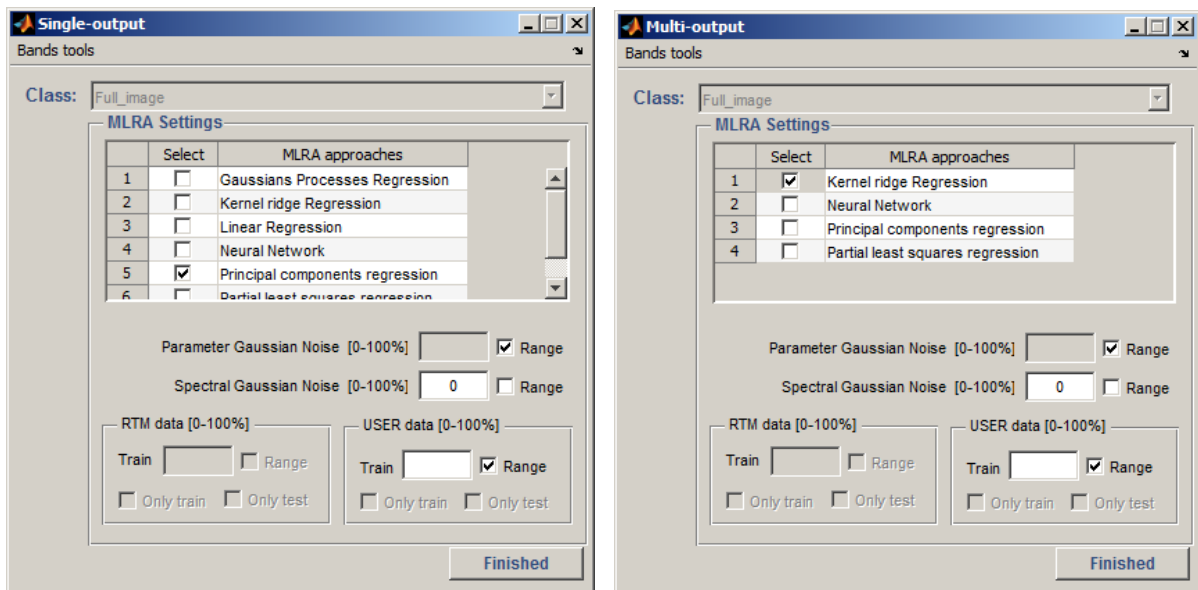 Single-output
Bands tools
Class: Full_image
MLRA Settings
Select MLRA approaches
1 Gaussians Processes Regression
2 Kernel ridge Regression
3 Linear Regression
4 Neural Network
5 Principal components regression
6 Partial least squares regression
Parameter Gaussian Noise [0-100%] Range
Spectral Gaussian Noise [0-100%] 0 Range
RTM data [0-100%]
Train Range
Only train Only test
USER data [0-100%]
Train Range
Only train Only test
Finished
Multi-output
Bands tools
Class: Full_image
MLRA Settings
Select MLRA approaches
1 Kernel ridge Regression
2 Neural Network
3 Principal components regression
4 Partial least squares regression
Parameter Gaussian Noise [0-100%] Range
Spectral Gaussian Noise [0-100%] 0 Range
RTM data [0-100%]
Train Range
Only train Only test
USER data [0-100%]
Train Range
Only train Only test
Finished